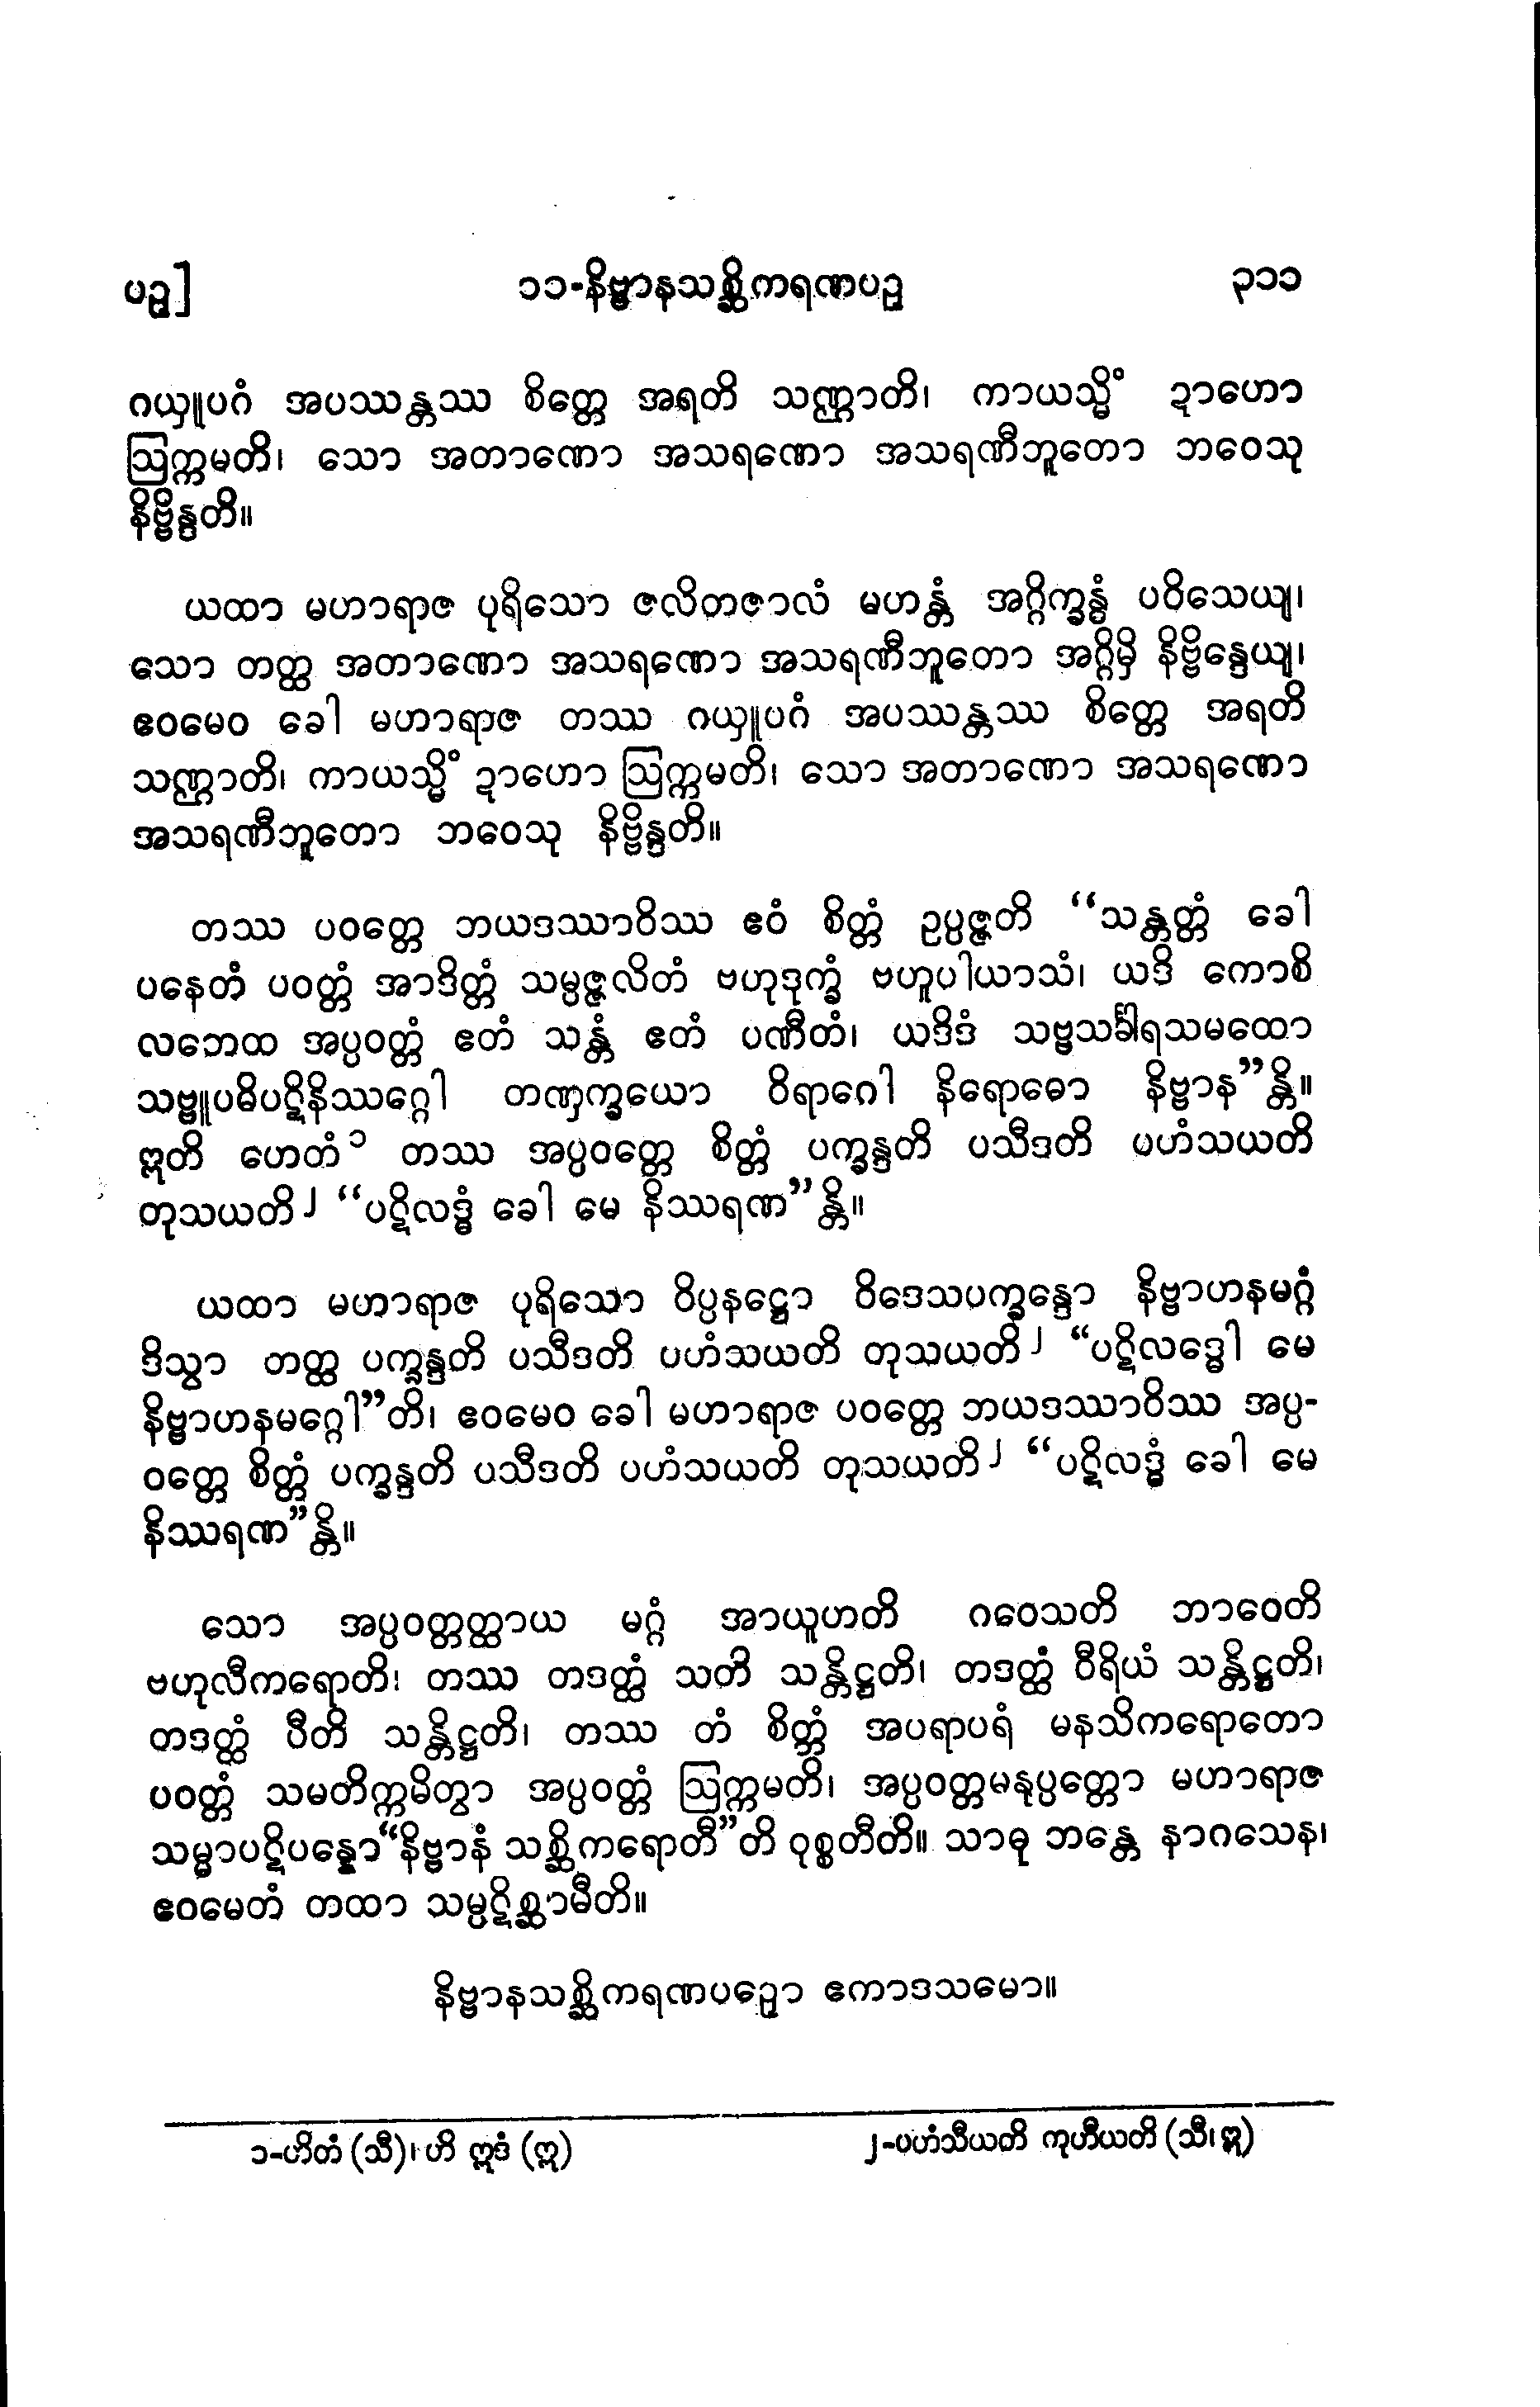 ပဉှ]
၁၁-နိဗ္ဗာနသစ္ဆိကရဏပဉှ
၃၁၁
ဂယှူပဂံ အပဿန္တဿ စိတ္တေ အရတိ သဏ္ဌာတိ၊ ကာယသ္မိံ ဍာဟော
ဩက္ကမတိ၊ သော အတာဏော အသရဏော အသရဏီဘူတော ဘဝေသု
နိဗ္ဗိန္ဒတိ။
ယထာ မဟာရာဇ ပုရိသော ဇလိတဇာလံ မဟန္တံ အဂ္ဂိက္ခန္ဓံ ပဝိသေယျ၊
သော တတ္ထ အတာဏော အသရဏော အသရဏီဘူတော အဂ္ဂိမှိ နိဗ္ဗိန္ဒေယျ၊
ဧဝမေဝ ခေါ မဟာရာဇ တဿ ဂယှူပဂံ အပဿန္တဿ စိတ္တေ အရတိ
သဏ္ဌာတိ၊ ကာယသ္မိံ ဍာဟော ဩက္ကမတိ၊ သော အတာဏော အသရဏော
အသရဏီဘူတော ဘဝေသု နိဗ္ဗိန္ဒတိ။
တဿ ပဝတ္တေ ဘယဒဿာဝိဿ ဧဝံ စိတ္တံ ဥပ္ပဇ္ဇတိ “သန္တတ္တံ ခေါ
ပနေတံ ပဝတ္တံ အာဒိတ္တံ သမ္ပဇ္ဇလိတံ ဗဟုဒုက္ခံ ဗဟူပါယာသံ၊ ယဒိ ကောစိ
လဘေထ အပ္ပဝတ္တံ ဧတံ သန္တံ ဧတံ ပဏီတံ၊ ယဒိဒံ သဗ္ဗသင်္ခါရသမထော
သဗ္ဗူပဓိပဋိနိဿဂ္ဂေါ တဏှက္ခယော ဝိရာဂေါ နိရောဓော နိဗ္ဗာန”န္တိ။
ဣတိ ဟေတံ၁ တဿ အပ္ပဝတ္တေ စိတ္တံ ပက္ခန္ဒတိ ပသီဒတိ ပဟံသယတိ
တုသယတိ၂ “ပဋိလဒ္ဓံ ခေါ မေ နိဿရဏ”န္တိ။
ယထာ မဟာရာဇ ပုရိသော ဝိပ္ပနဋ္ဌော ဝိဒေသပက္ခန္ဒော နိဗ္ဗာဟနမဂ္ဂံ
ဒိသွာ တတ္ထ ပက္ခန္ဒတိ ပသီဒတိ ပဟံသယတိ တုသယတိ၂ “ပဋိလဒ္ဓေါ မေ
နိဗ္ဗာဟနမဂ္ဂေါ”တိ၊ ဧဝမေဝ ခေါ မဟာရာဇ ပဝတ္တေ ဘယဒဿာဝိဿ အပ္ပ-
ဝတ္တေ စိတ္တံ ပက္ခန္ဒတိ ပသီဒတိ ပဟံသယတိ တုသယတိ၂ “ပဋိလဒ္ဓံ ခေါ မေ
နိဿရဏ”န္တိ။
သော အပ္ပဝတ္တတ္ထာယ မဂ္ဂံ အာယူဟတိ ဂဝေသတိ ဘာဝေတိ
ဗဟုလီကရောတိ၊ တဿ တဒတ္ထံ သတိ သန္တိဋ္ဌတိ၊ တဒတ္ထံ ဝီရိယံ သန္တိဋ္ဌတိ၊
တဒတ္ထံ ပီတိ သန္တိဋ္ဌတိ၊ တဿ တံ စိတ္တံ အပရာပရံ မနသိကရောတော
ပဝတ္တံ သမတိက္ကမိတွာ အပ္ပဝတ္တံ ဩက္ကမတိ၊ အပ္ပဝတ္တမနုပ္ပတ္တော မဟာရာဇ
သမ္မာပဋိပန္နော“နိဗ္ဗာနံ သစ္ဆိကရောတီ”တိ ဝုစ္စတီတိ။ သာဓု ဘန္တေ နာဂသေန၊
ဧဝမေတံ တထာ သမ္ပဋိစ္ဆာမီတိ။
နိဗ္ဗာနသစ္ဆိကရဏပဉှော ဧကာဒသမော။
၁-ဟိတံ (သီ)၊ ဟိ ဣဒံ (ဣ)
၂-ပဟံသီယတိ ကုဟီယတိ (သီ၊ ဣ)